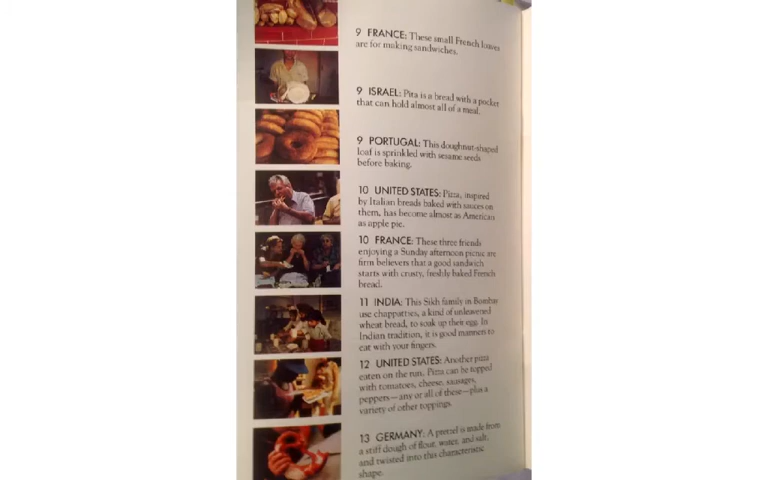 9 FRANCE: These small French loaves
are for making sandwiches.
9 ISRAEL: Pita is a bread with a pocket
that can hold almost all of a meal.
9 PORTUGAL: This doughnut-shaped
loaf is sprinkled with sesame seeds
before baking.
10 UNITED STATES: Pizza, inspired
by Italian breads baked with sauces on
them, has become almost as American
as apple pie.
10 FRANCE: These three friends
enjoying a Sunday afternoon picnic are
firm believers that a good sandwich
starts with crusty, freshly baked French
bread.
11 INDIA: This Sikh family in Bombay
use chappatties, a kind of unleavened
wheat bread, to soak up their egg. In
Indian tradition, it is good manners to
eat with your fingers.
12 UNITED STATES: Another pizza
eaten on the run. Pizza can be topped
with tomatoes, cheese, sausages,
peppers—any or all of these—plus a
variety of other toppings.
13 GERMANY: A pretzel is made from
a stiff dough of flour, water, and salt,
and twisted into this characteristic
shape.